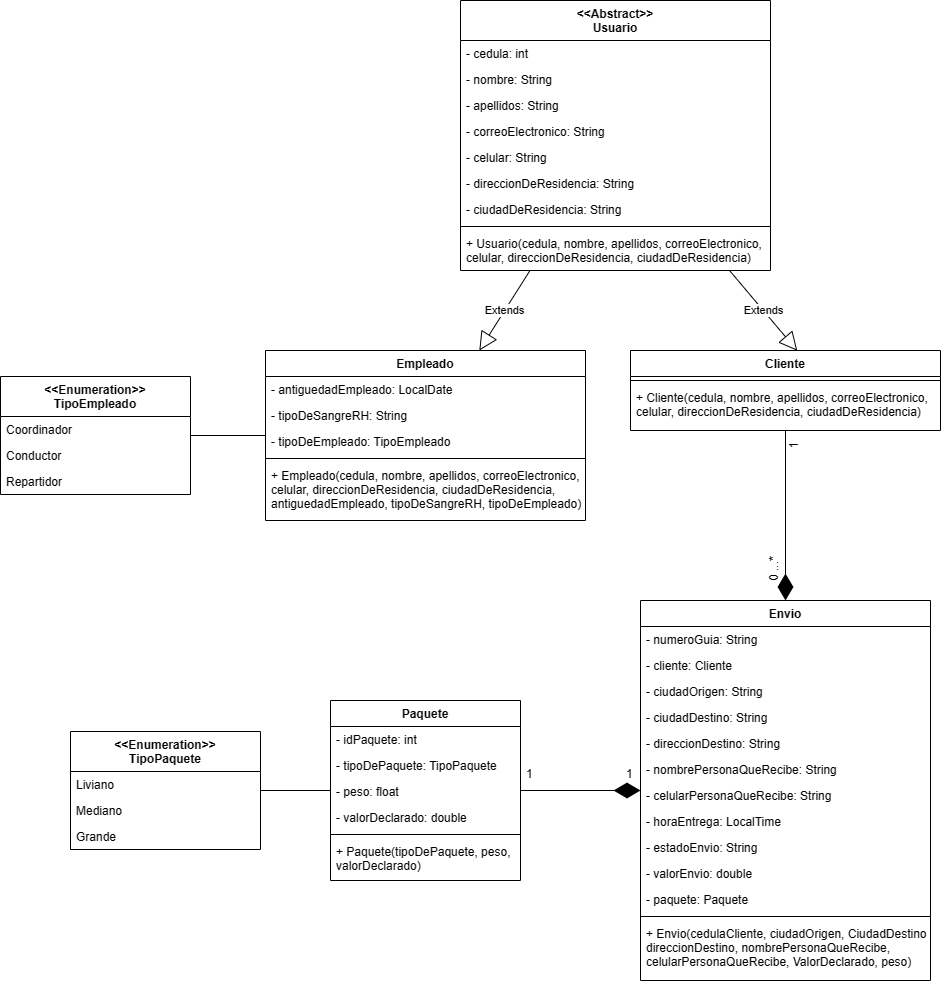 <<Abstract>>
Usuario
- cedula: int
- nombre: String
- apellidos: String
- correoElectronico: String
- celular: String
- direccionDeResidencia: String
- ciudadDeResidencia: String
+ Usuario(cedula, nombre, apellidos, correoElectronico,
celular, direccionDeResidencia, ciudadDeResidencia)
Extends
Extends
<<Enumeration>>
TipoEmpleado
Coordinador
Conductor
Repartidor
Empleado
- antiguedadEmpleado: LocalDate
- tipoDeSangreRH: String
- tipoDeEmpleado: TipoEmpleado
+ Empleado(cedula, nombre, apellidos, correoElectronico,
celular, direccionDeResidencia, ciudadDeResidencia,
antiguedadEmpleado, tipoDeSangreRH, tipoDeEmpleado)
Cliente
+ Cliente(cedula, nombre, apellidos, correoElectronico,
celular, direccionDeResidencia, ciudadDeResidencia)
1
0...*
<<Enumeration>>
TipoPaquete
Liviano
Mediano
Grande
Paquete
- idPaquete: int
- tipoDePaquete: TipoPaquete
- peso: float
- valorDeclarado: double
+ Paquete(tipoDePaquete, peso,
valorDeclarado)
1
1
Envio
- numeroGuia: String
- cliente: Cliente
- ciudadOrigen: String
- ciudadDestino: String
- direccionDestino: String
- nombrePersonaQueRecibe: String
- celularPersonaQueRecibe: String
- horaEntrega: LocalTime
- estadoEnvio: String
- valorEnvio: double
- paquete: Paquete
+ Envio(cedulaCliente, ciudadOrigen, CiudadDestino
direccionDestino, nombrePersonaQueRecibe,
celularPersonaQueRecibe, ValorDeclarado, peso)